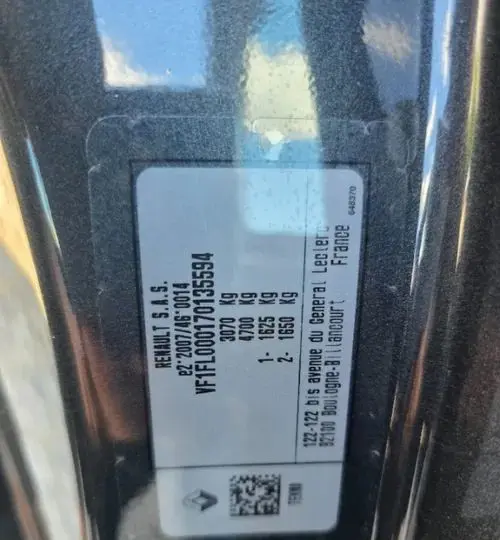 RENAULT S.A.S.
e2*2007/46*0014
VF1FL000170135594
3070 Kg
4700 Kg
1- 1625 Kg
2- 1650 Kg
122-122 bis avenue du General Leclerc
92100 Boulogne-Billancourt France
648370